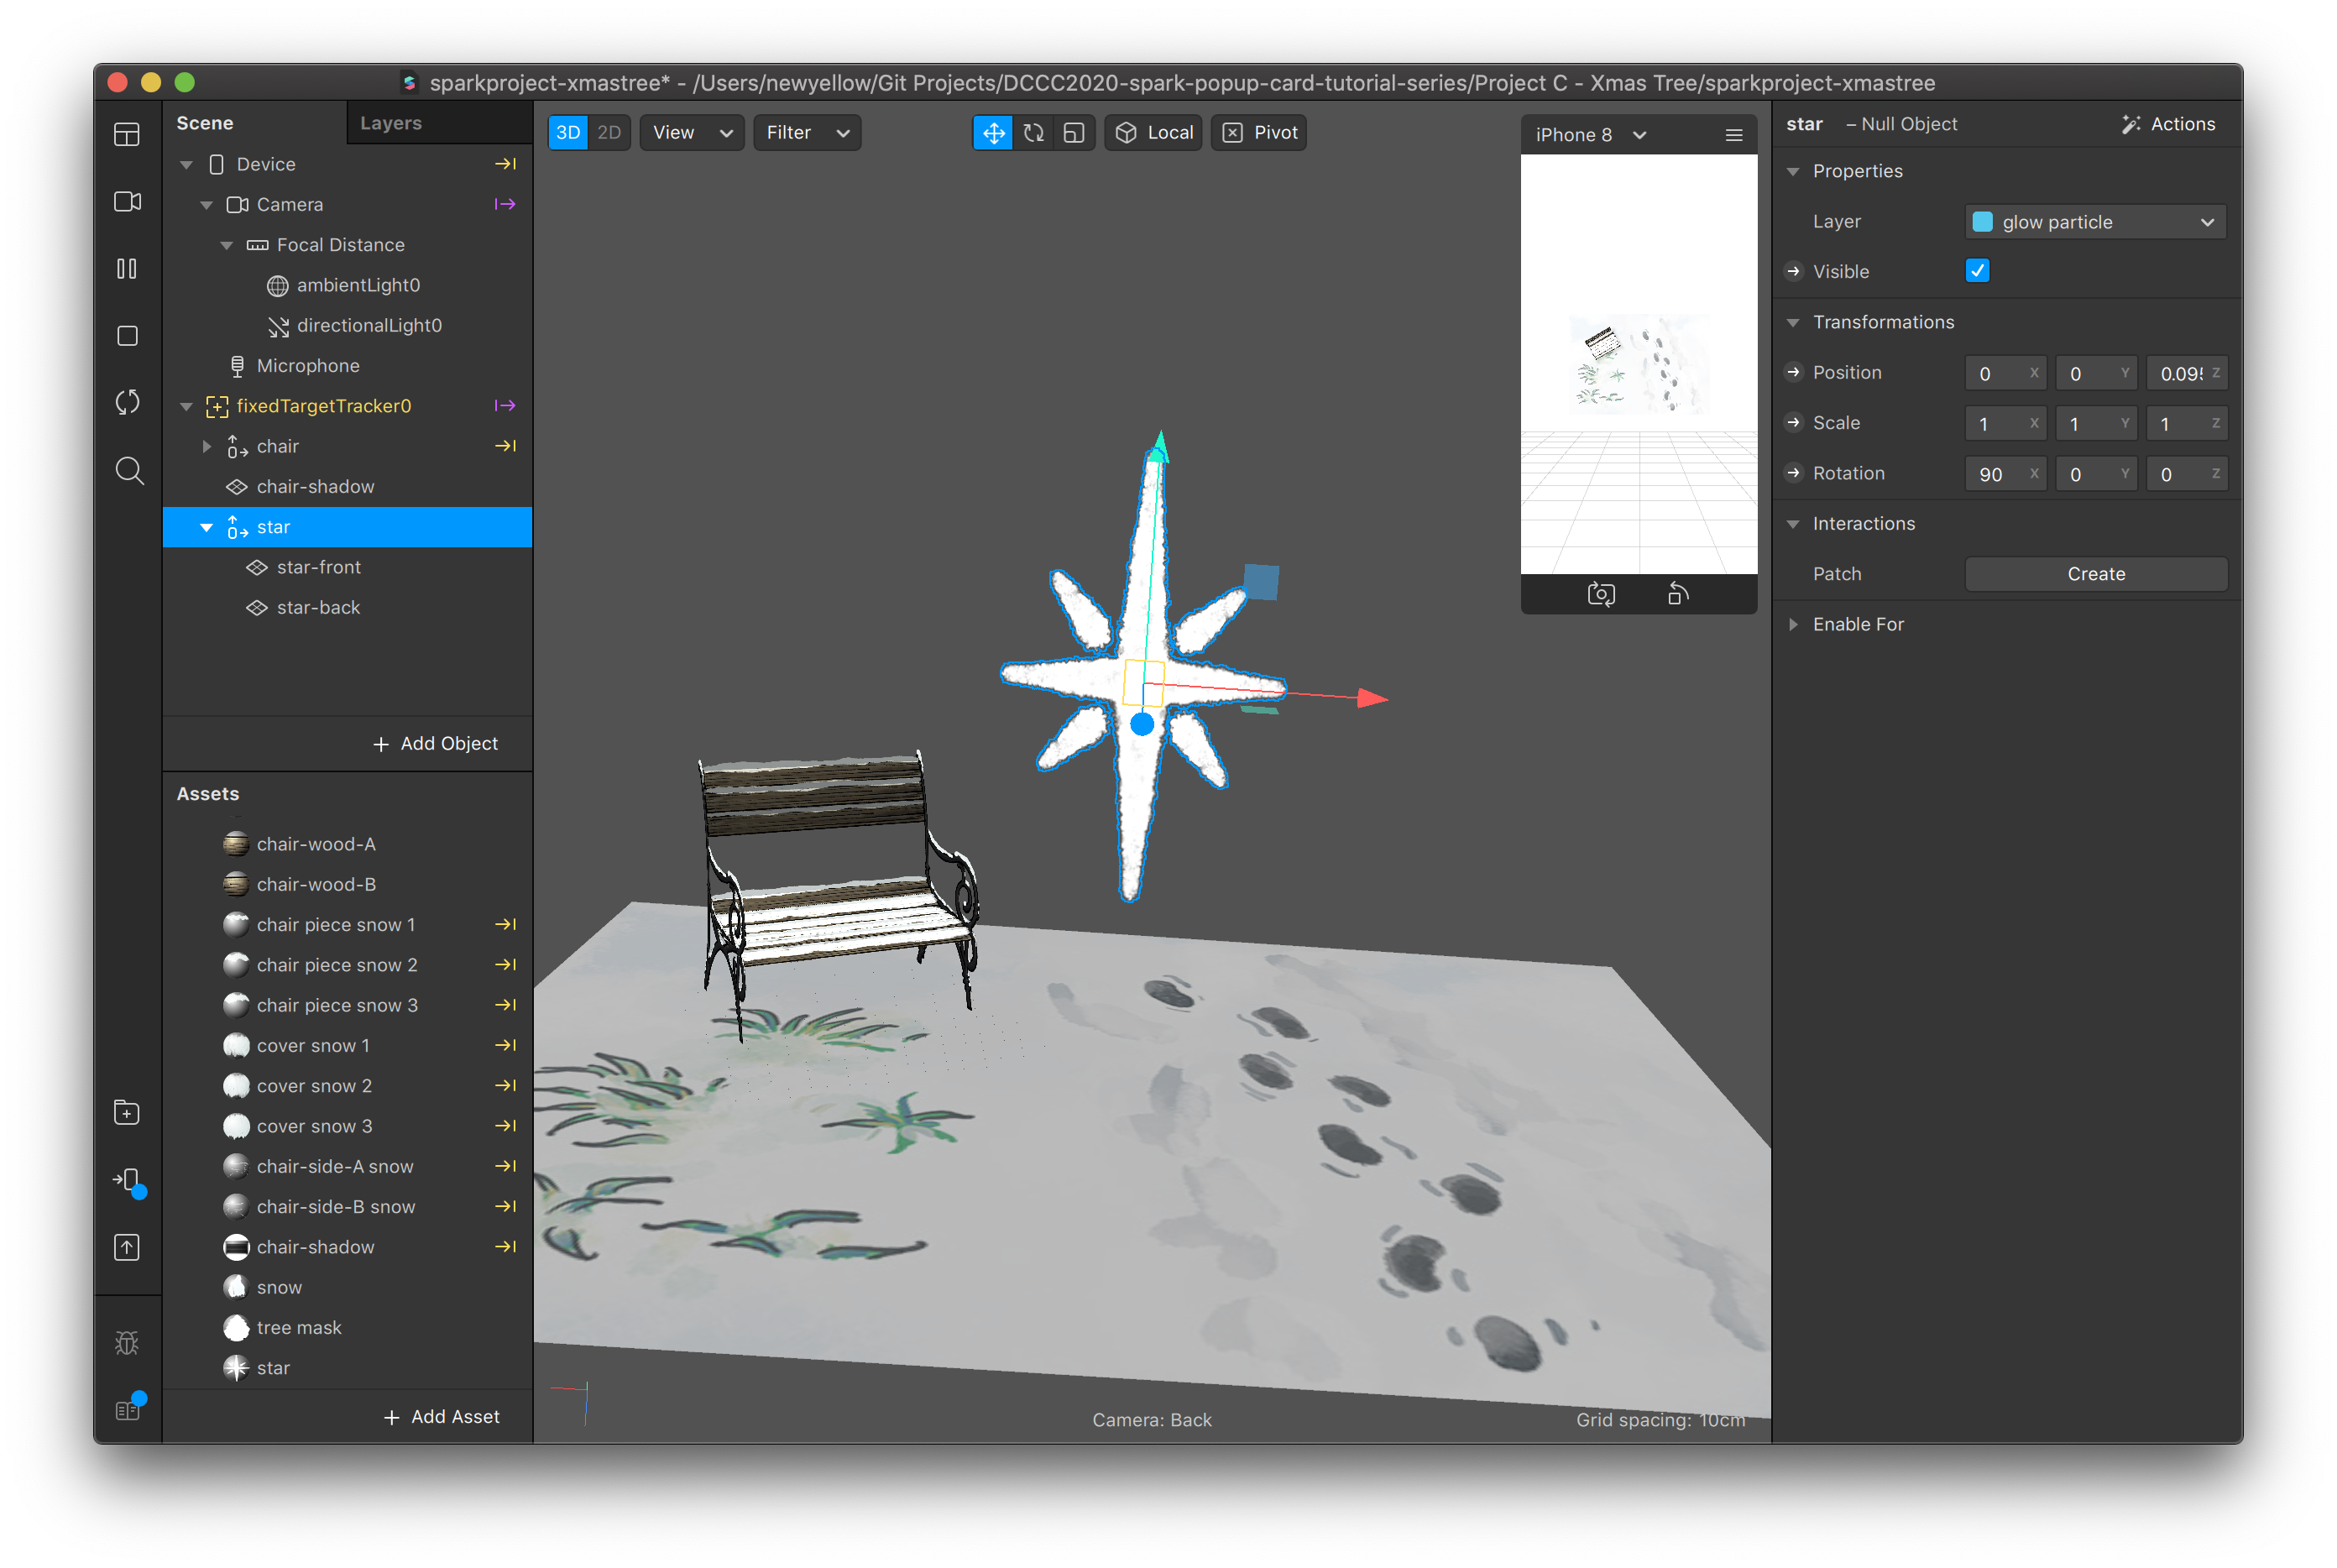 sparkproject-xmastree* - /Users/newyellow/Git Projects/DCCC2020-spark-popup-card-tutorial-series/Project C - Xmas Tree/sparkproject-xmastree
Scene
Layers
Device
Camera
Focal Distance
ambientLight0
directionalLight0
Microphone
fixedTargetTracker0
chair
chair-shadow
star
star-front
star-back
+ Add Object
Assets
chair-wood-A
chair-wood-B
chair piece snow 1
chair piece snow 2
chair piece snow 3
cover snow 1
cover snow 2
cover snow 3
chair-side-A snow
chair-side-B snow
chair-shadow
snow
tree mask
star
+ Add Asset
3D 2D View Filter Local Pivot
iPhone 8
Camera: Back
Grid spacing: 10cm
star – Null Object Actions
Properties
Layer glow particle
Visible
Transformations
Position 0 X 0 Y 0.095 Z
Scale 1 X 1 Y 1 Z
Rotation 90 X 0 Y 0 Z
Interactions
Patch Create
Enable For